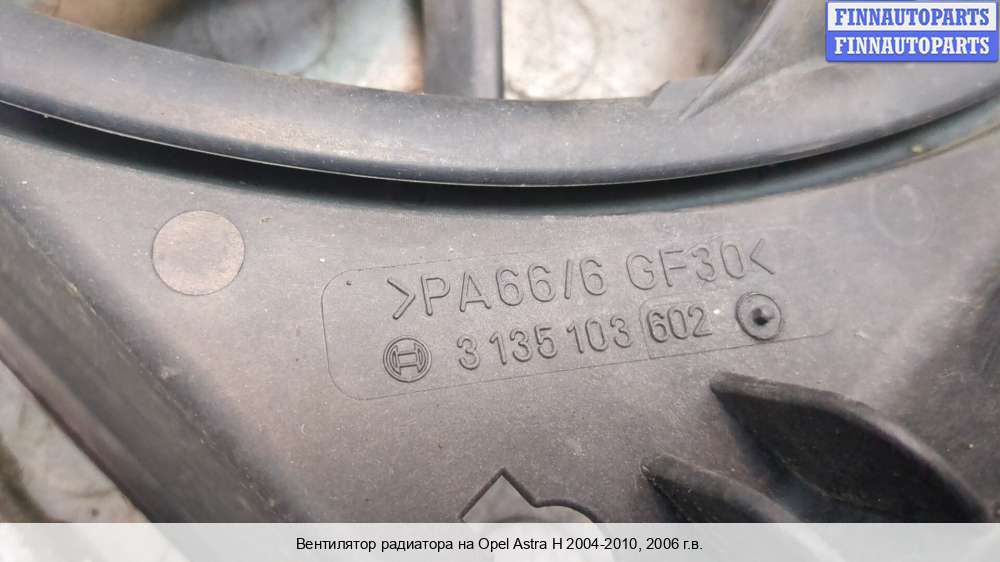 FINNAUTOPARTS
FINNAUTOPARTS
>PA66/6 GF30<
3 135 103 602
Вентилятор радиатора на Opel Astra H 2004-2010, 2006 г.в.